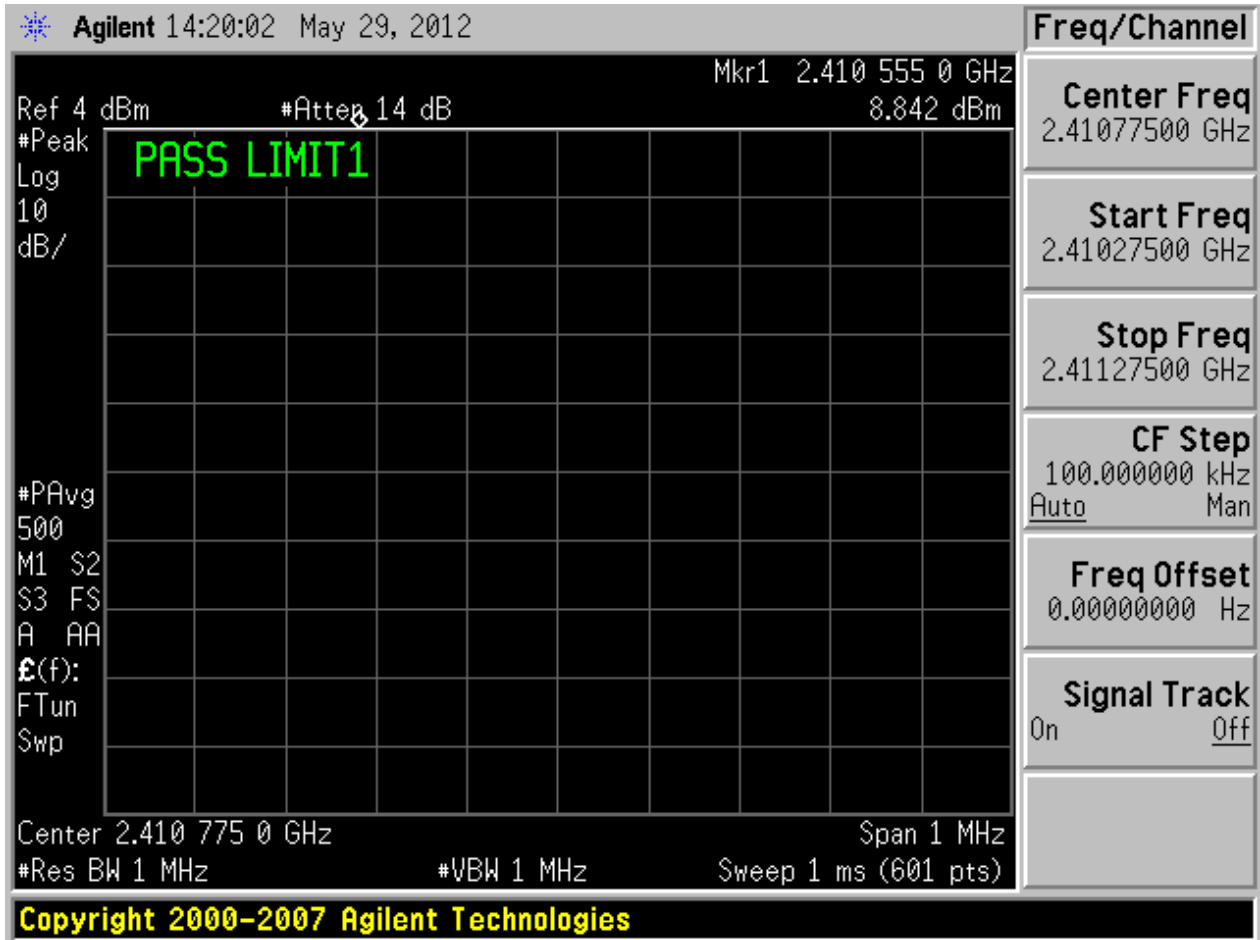 Agilent 14:20:02 May 29, 2012
Freq/Channel
Mkr1 2.410 555 0 GHz
Ref 4 dBm #Atten 14 dB 8.842 dBm
#Peak
Log
10
dB/
PASS LIMIT1
#PAvg
500
M1 S2
S3 FS
A AA
£(f):
FTun
Swp
Center 2.410 775 0 GHz Span 1 MHz
#Res BW 1 MHz #VBW 1 MHz Sweep 1 ms (601 pts)
Center Freq
2.41077500 GHz
Start Freq
2.41027500 GHz
Stop Freq
2.41127500 GHz
CF Step
100.000000 kHz
Auto Man
Freq Offset
0.00000000 Hz
Signal Track
On Off
Copyright 2000-2007 Agilent Technologies